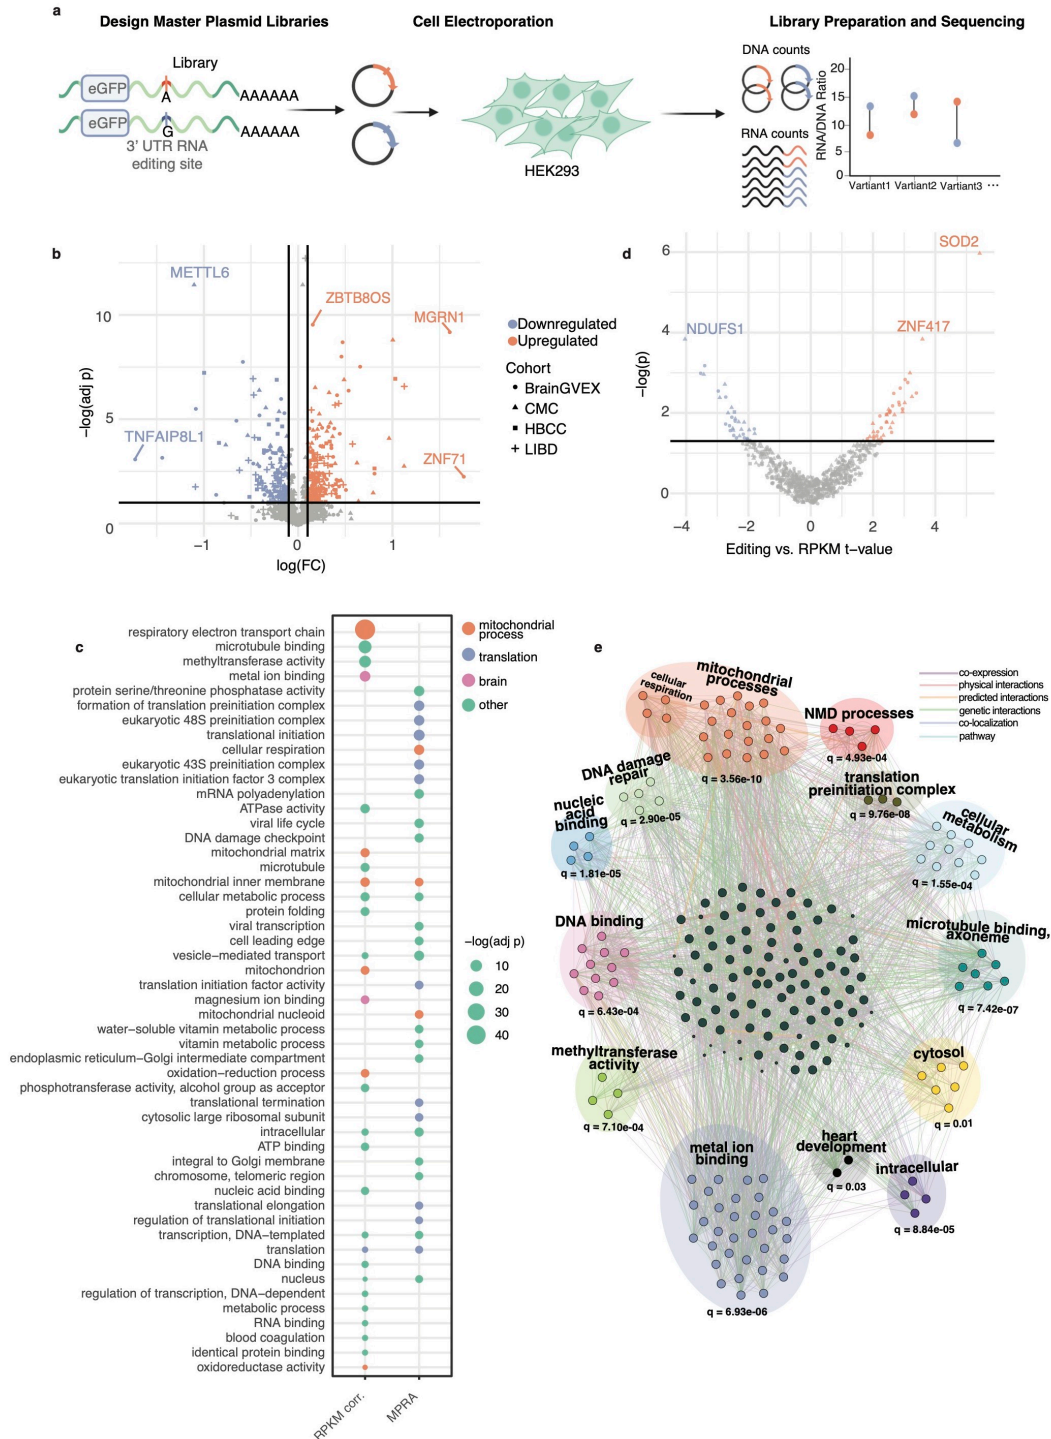 a
Design Master Plasmid Libraries
Cell Electroporation
Library Preparation and Sequencing
Library
eGFP
A
AAAAAA
eGFP
G
AAAAAA
3' UTR RNA
editing site
HEK293
DNA counts
RNA counts
RNA/DNA Ratio
20
15
10
5
0
Vartiant1
Vartiant2
Vartiant3
...
b
METTL6
ZBTB8OS
MGRN1
TNFAIP8L1
ZNF71
−log(adj p)
10
5
0
−1
0
1
log(FC)
Downregulated
Upregulated
Cohort
BrainGVEX
CMC
HBCC
LIBD
d
SOD2
NDUFS1
ZNF417
−log(p)
6
4
2
0
−4
−2
0
2
4
Editing vs. RPKM t−value
c
respiratory electron transport chain
microtubule binding
methyltransferase activity
metal ion binding
protein serine/threonine phosphatase activity
formation of translation preinitiation complex
eukaryotic 48S preinitiation complex
translational initiation
cellular respiration
eukaryotic 43S preinitiation complex
eukaryotic translation initiation factor 3 complex
mRNA polyadenylation
ATPase activity
viral life cycle
DNA damage checkpoint
mitochondrial matrix
microtubule
mitochondrial inner membrane
cellular metabolic process
protein folding
viral transcription
cell leading edge
vesicle−mediated transport
mitochondrion
translation initiation factor activity
magnesium ion binding
mitochondrial nucleoid
water−soluble vitamin metabolic process
vitamin metabolic process
endoplasmic reticulum−Golgi intermediate compartment
oxidation−reduction process
phosphotransferase activity, alcohol group as acceptor
translational termination
cytosolic large ribosomal subunit
intracellular
ATP binding
integral to Golgi membrane
chromosome, telomeric region
nucleic acid binding
translational elongation
regulation of translational initiation
transcription, DNA−templated
translation
DNA binding
nucleus
regulation of transcription, DNA−dependent
metabolic process
RNA binding
blood coagulation
identical protein binding
oxidoreductase activity
RPKM corr.
MPRA
mitochondrial
process
translation
brain
other
−log(adj p)
10
20
30
40
e
cellular
respiration
mitochondrial
processes
q = 3.56e-10
NMD processes
q = 4.93e-04
co-expression
physical interactions
predicted interactions
genetic interactions
co-localization
pathway
DNA damage
repair
q = 2.90e-05
translation
preinitiation complex
q = 9.76e-08
nucleic
acid
binding
q = 1.81e-05
cellular
metabolism
q = 1.55e-04
DNA binding
q = 6.43e-04
microtubule binding,
axoneme
q = 7.42e-07
methyltransferase
activity
q = 7.10e-04
cytosol
q = 0.01
metal ion
binding
q = 6.93e-06
heart
development
q = 0.03
intracellular
q = 8.84e-05